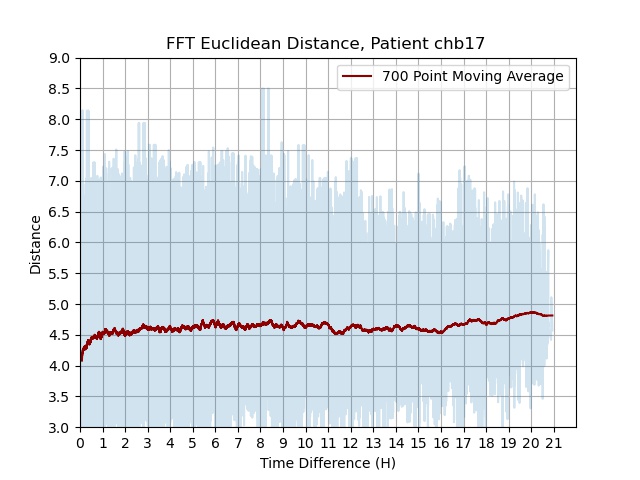 FFT Euclidean Distance, Patient chb17
700 Point Moving Average
Distance
9.0
8.5
8.0
7.5
7.0
6.5
6.0
5.5
5.0
4.5
4.0
3.5
3.0
0 1 2 3 4 5 6 7 8 9 10 11 12 13 14 15 16 17 18 19 20 21
Time Difference (H)